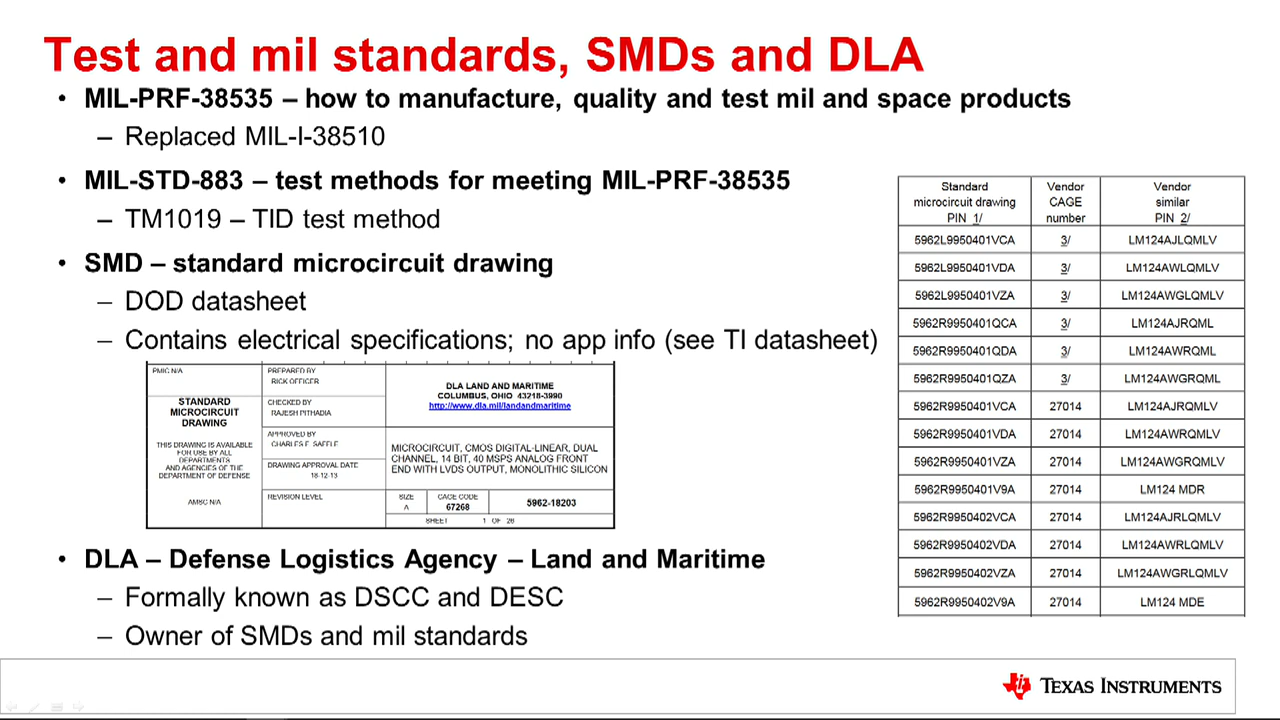 Test and mil standards, SMDs and DLA
• MIL-PRF-38535 – how to manufacture, quality and test mil and space products
– Replaced MIL-I-38510
• MIL-STD-883 – test methods for meeting MIL-PRF-38535
– TM1019 – TID test method
• SMD – standard microcircuit drawing
– DOD datasheet
– Contains electrical specifications; no app info (see TI datasheet)
PMIC N/A
STANDARD
MICROCIRCUIT
DRAWING
THIS DRAWING IS AVAILABLE
FOR USE BY ALL
DEPARTMENTS
AND AGENCIES OF THE
DEPARTMENT OF DEFENSE
AMSC N/A
PREPARED BY
RICK OFFICER
CHECKED BY
RAJESH PITHADIA
APPROVED BY
CHARLES F. SAFFLE
DRAWING APPROVAL DATE
18-12-13
REVISION LEVEL
DLA LAND AND MARITIME
COLUMBUS, OHIO 43218-3990
http://www.dla.mil/landandmaritime
MICROCIRCUIT, CMOS DIGITAL-LINEAR, DUAL
CHANNEL, 14 BIT, 40 MSPS ANALOG FRONT
END WITH LVDS OUTPUT, MONOLITHIC SILICON
SIZE
A
CAGE CODE
67268
5962-18203
SHEET 1 OF 26
• DLA – Defense Logistics Agency – Land and Maritime
– Formally known as DSCC and DESC
– Owner of SMDs and mil standards
Standard
microcircuit drawing
PIN 1/
Vendor
CAGE
number
Vendor
similar
PIN 2/
5962L9950401VCA 3/ LM124AJLQMLV
5962L9950401VDA 3/ LM124AWLQMLV
5962L9950401VZA 3/ LM124AWGLQMLV
5962R9950401QCA 3/ LM124AJRQML
5962R9950401QDA 3/ LM124AWRQML
5962R9950401QZA 3/ LM124AWGRQML
5962R9950401VCA 27014 LM124AJRQMLV
5962R9950401VDA 27014 LM124AWRQMLV
5962R9950401VZA 27014 LM124AWGRQMLV
5962R9950401V9A 27014 LM124 MDR
5962R9950402VCA 27014 LM124AJRLQMLV
5962R9950402VDA 27014 LM124AWRLQMLV
5962R9950402VZA 27014 LM124AWGRLQMLV
5962R9950402V9A 27014 LM124 MDE
TEXAS INSTRUMENTS